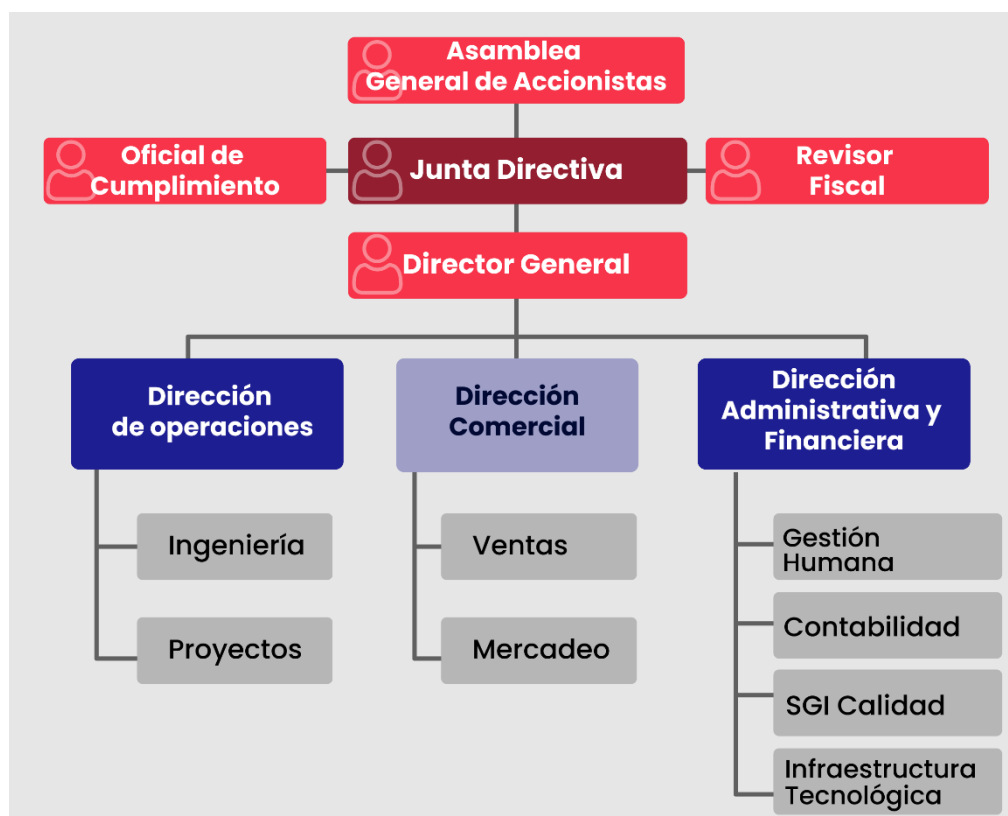 Asamblea
General de Accionistas
Oficial de
Cumplimiento
Junta Directiva
Revisor
Fiscal
Director General
Dirección
de operaciones
Dirección
Comercial
Dirección
Administrativa y
Financiera
Ingeniería
Proyectos
Ventas
Mercadeo
Gestión
Humana
Contabilidad
SGI Calidad
Infraestructura
Tecnológica